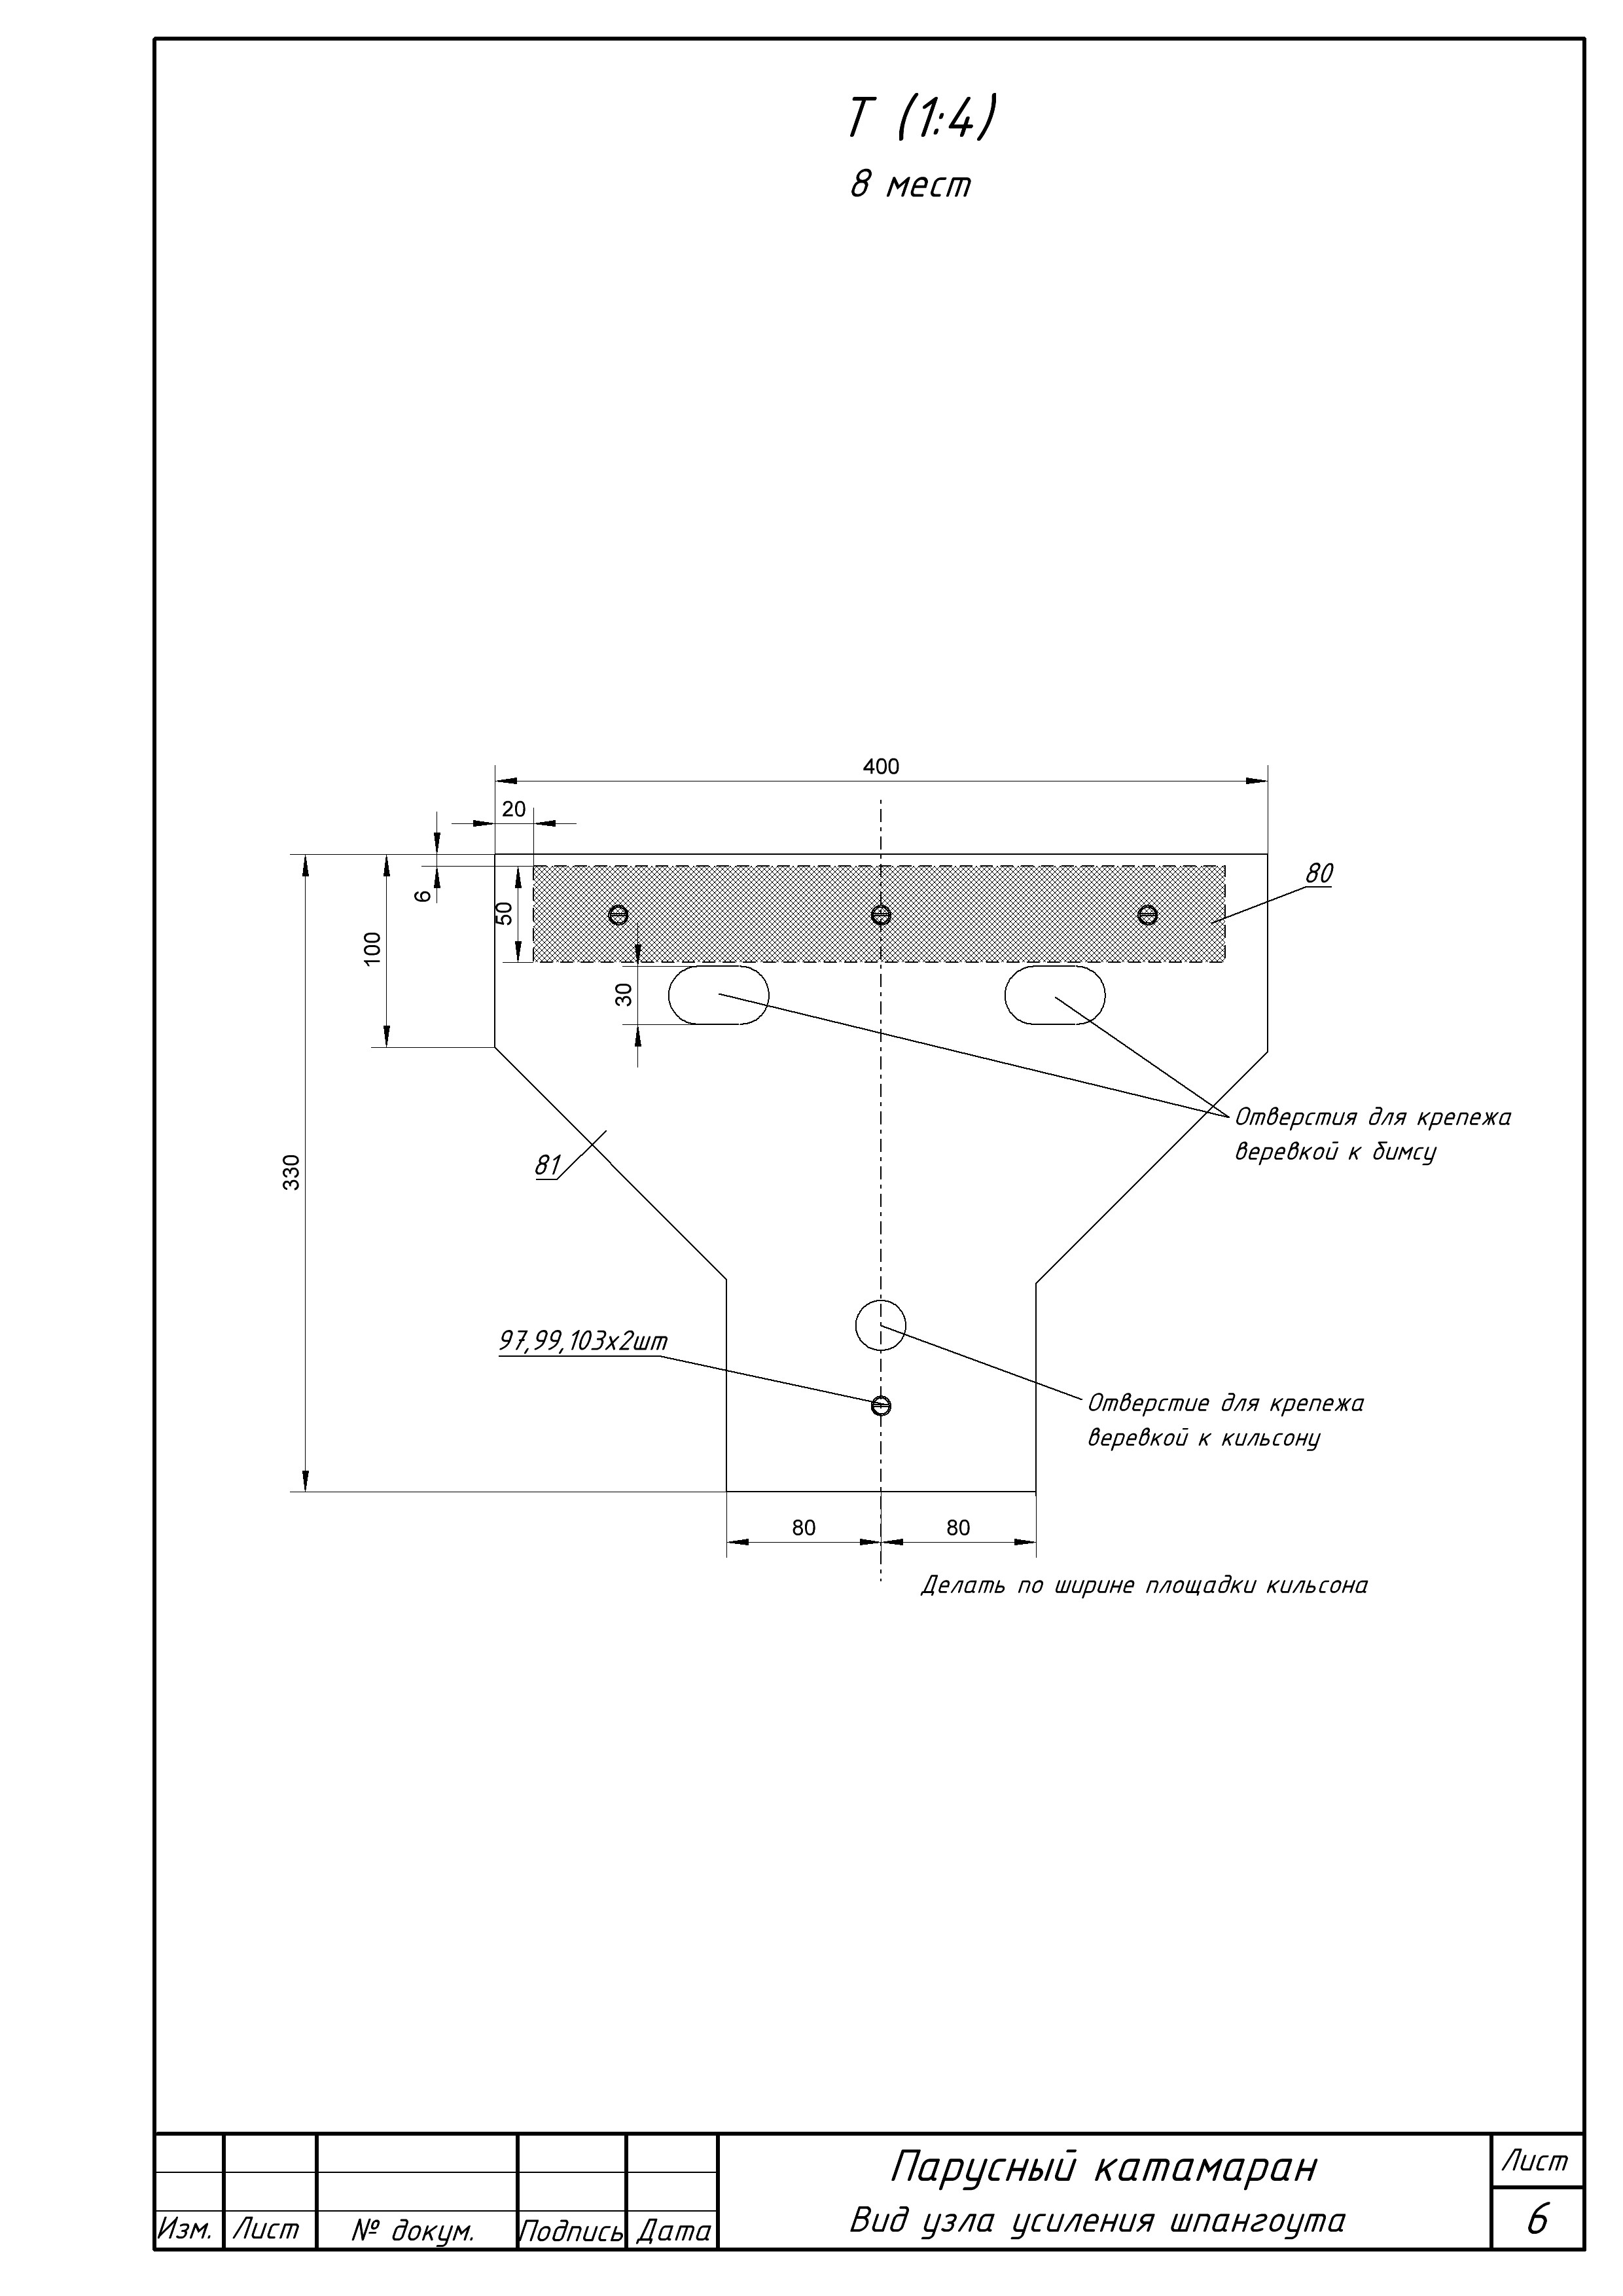 Т (1:4)
8 мест
400
20
6
50
100
30
330
80
81
Отверстия для крепежа
веревкой к бимсу
97,99,103х2шт
Отверстие для крепежа
веревкой к кильсону
80
80
Делать по ширине площадки кильсона
Парусный катамаран
Вид узла усиления шпангоута
Лист
6
Изм.
Лист
№ докум.
Подпись
Дата